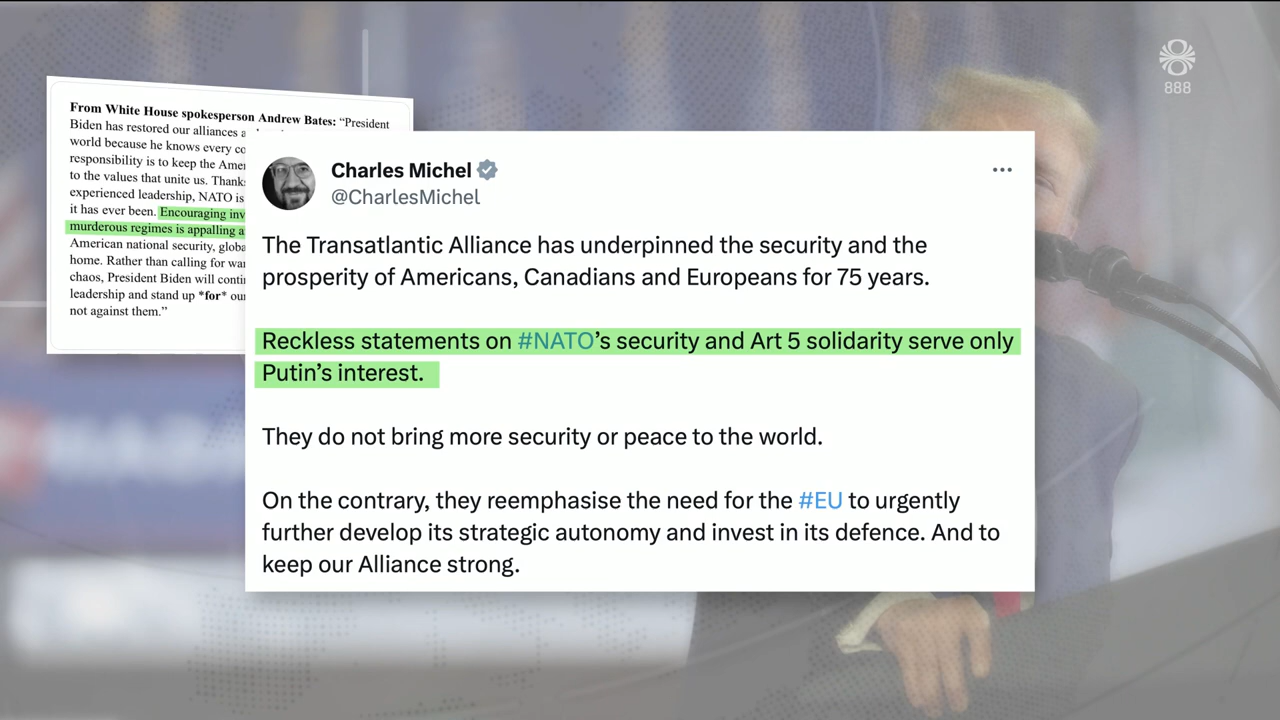 888
From White House spokesperson Andrew Bates: “President
Biden has restored our alliances a
world because he knows every co
responsibility is to keep the Amer
to the values that unite us. Thank
experienced leadership, NATO is
it has ever been. Encouraging inv
murderous regimes is appalling a
American national security, globa
home. Rather than calling for war
chaos, President Biden will conti
leadership and stand up *for* our
not against them.”
Charles Michel
@CharlesMichel
The Transatlantic Alliance has underpinned the security and the
prosperity of Americans, Canadians and Europeans for 75 years.
Reckless statements on #NATO’s security and Art 5 solidarity serve only
Putin’s interest.
They do not bring more security or peace to the world.
On the contrary, they reemphasise the need for the #EU to urgently
further develop its strategic autonomy and invest in its defence. And to
keep our Alliance strong.